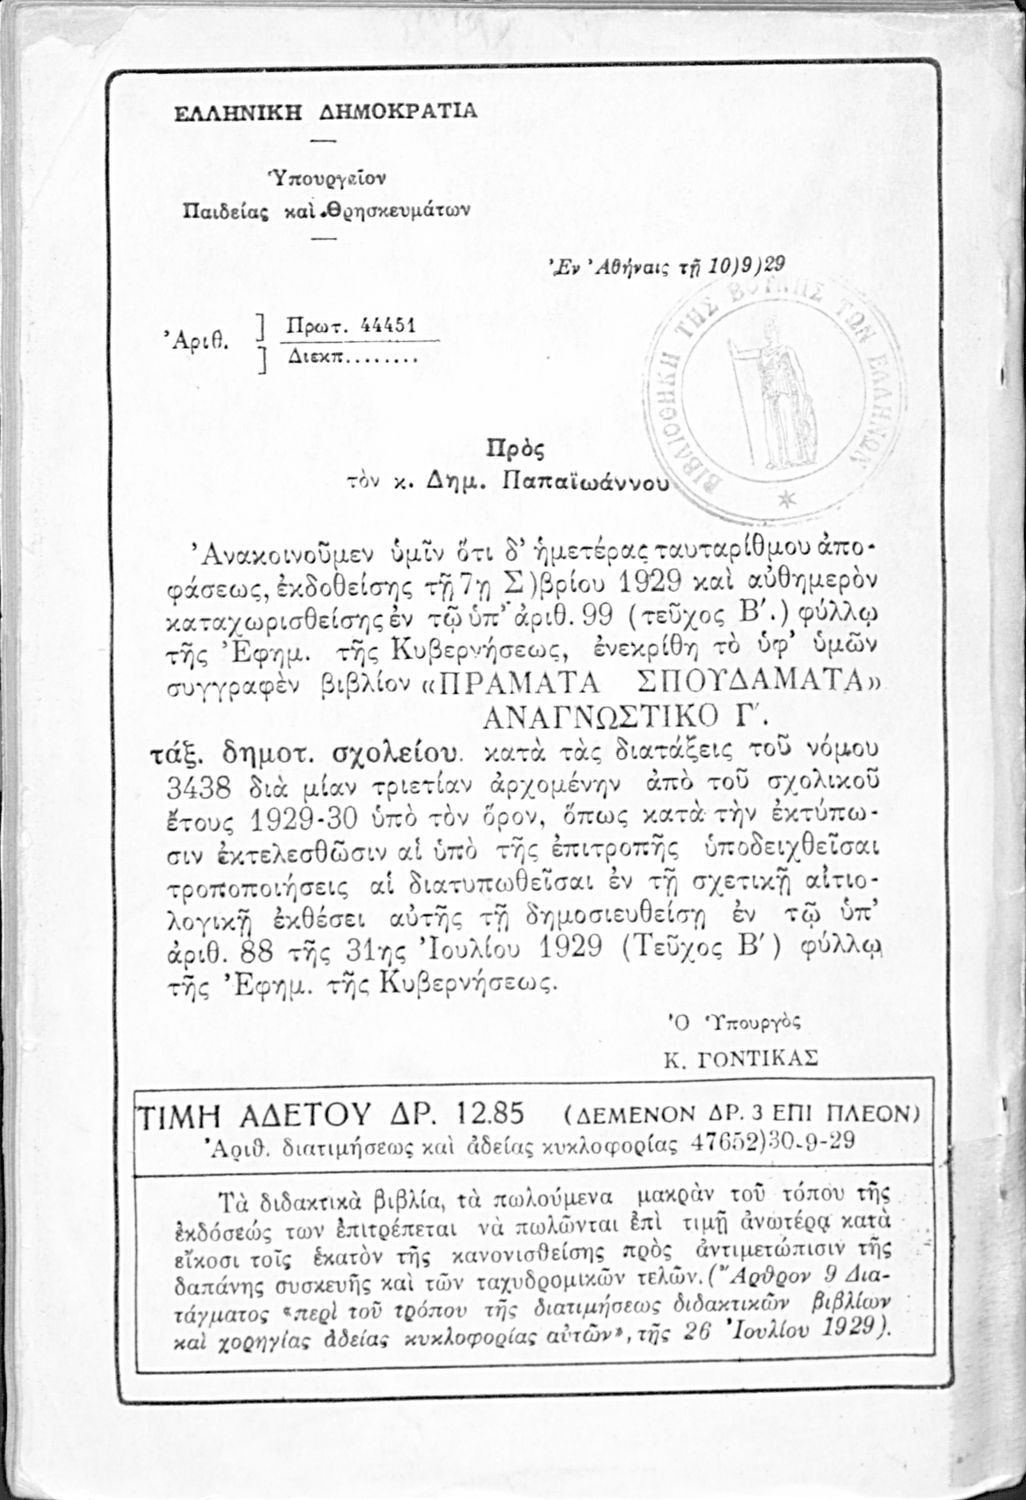 ΕΛΛΗΝΙΚΗ ΔΗΜΟΚΡΑΤΙΑ
Ὑπουργεῖον
Παιδείας καὶ Θρησκευμάτων
Ἐν Ἀθήναις τῇ 10)9)29
Ἀριθ. ] Πρωτ. 44451
] Διεκπ........
ΒΙΒΛΙΟΘΗΚΗ ΤΗΣ ΒΟΥΛΗΣ ΤΩΝ ΕΛΛΗΝΩΝ
Πρὸς
τὸν κ. Δημ. Παπαϊωάννου
Ἀνακοινοῦμεν ὑμῖν ὅτι δ' ἡμετέρας ταυταρίθμου ἀπο-
φάσεως, ἐκδοθείσης τῇ 7ῃ Σ)βρίου 1929 καὶ αὐθημερὸν
καταχωρισθείσης ἐν τῷ ὑπ' ἀριθ. 99 (τεῦχος Β'.) φύλλῳ
τῆς Ἐφημ. τῆς Κυβερνήσεως, ἐνεκρίθη τὸ ὑφ' ὑμῶν
συγγραφὲν βιβλίον «ΠΡΑΜΑΤΑ ΣΠΟΥΔΑΜΑΤΑ»
ΑΝΑΓΝΩΣΤΙΚΟ Γ'.
τάξ. δημοτ. σχολείου. κατὰ τὰς διατάξεις τοῦ νόμου
3438 διὰ μίαν τριετίαν ἀρχομένην ἀπὸ τοῦ σχολικοῦ
ἔτους 1929-30 ὑπὸ τὸν ὅρον, ὅπως κατὰ τὴν ἐκτύπω-
σιν ἐκτελεσθῶσιν αἱ ὑπὸ τῆς ἐπιτροπῆς ὑποδειχθεῖσαι
τροποποιήσεις αἱ διατυπωθεῖσαι ἐν τῇ σχετικῇ αἰτιο-
λογικῇ ἐκθέσει αὐτῆς τῇ δημοσιευθείσῃ ἐν τῷ ὑπ'
ἀριθ. 88 τῆς 31ης Ἰουλίου 1929 (Τεῦχος Β') φύλλῳ
τῆς Ἐφημ. τῆς Κυβερνήσεως.
Ὁ Ὑπουργὸς
Κ. ΓΟΝΤΙΚΑΣ
ΤΙΜΗ ΑΔΕΤΟΥ ΔΡ. 12.85 (ΔΕΜΕΝΟΝ ΔΡ. 3 ΕΠΙ ΠΛΕΟΝ)
Ἀριθ. διατιμήσεως καὶ ἀδείας κυκλοφορίας 47652)30-9-29
Τὰ διδακτικὰ βιβλία, τὰ πωλούμενα μακρὰν τοῦ τόπου τῆς
ἐκδόσεώς των ἐπιτρέπεται νὰ πωλῶνται ἐπὶ τιμῇ ἀνωτέρᾳ κατὰ
εἴκοσι τοῖς ἑκατὸν τῆς κανονισθείσης πρὸς ἀντιμετώπισιν τῆς
δαπάνης συσκευῆς καὶ τῶν ταχυδρομικῶν τελῶν. (Ἄρθρον 9 Δια-
τάγματος «περὶ τοῦ τρόπου τῆς διατιμήσεως διδακτικῶν βιβλίων
καὶ χορηγίας ἀδείας κυκλοφορίας αὐτῶν», τῆς 26 Ἰουλίου 1929).